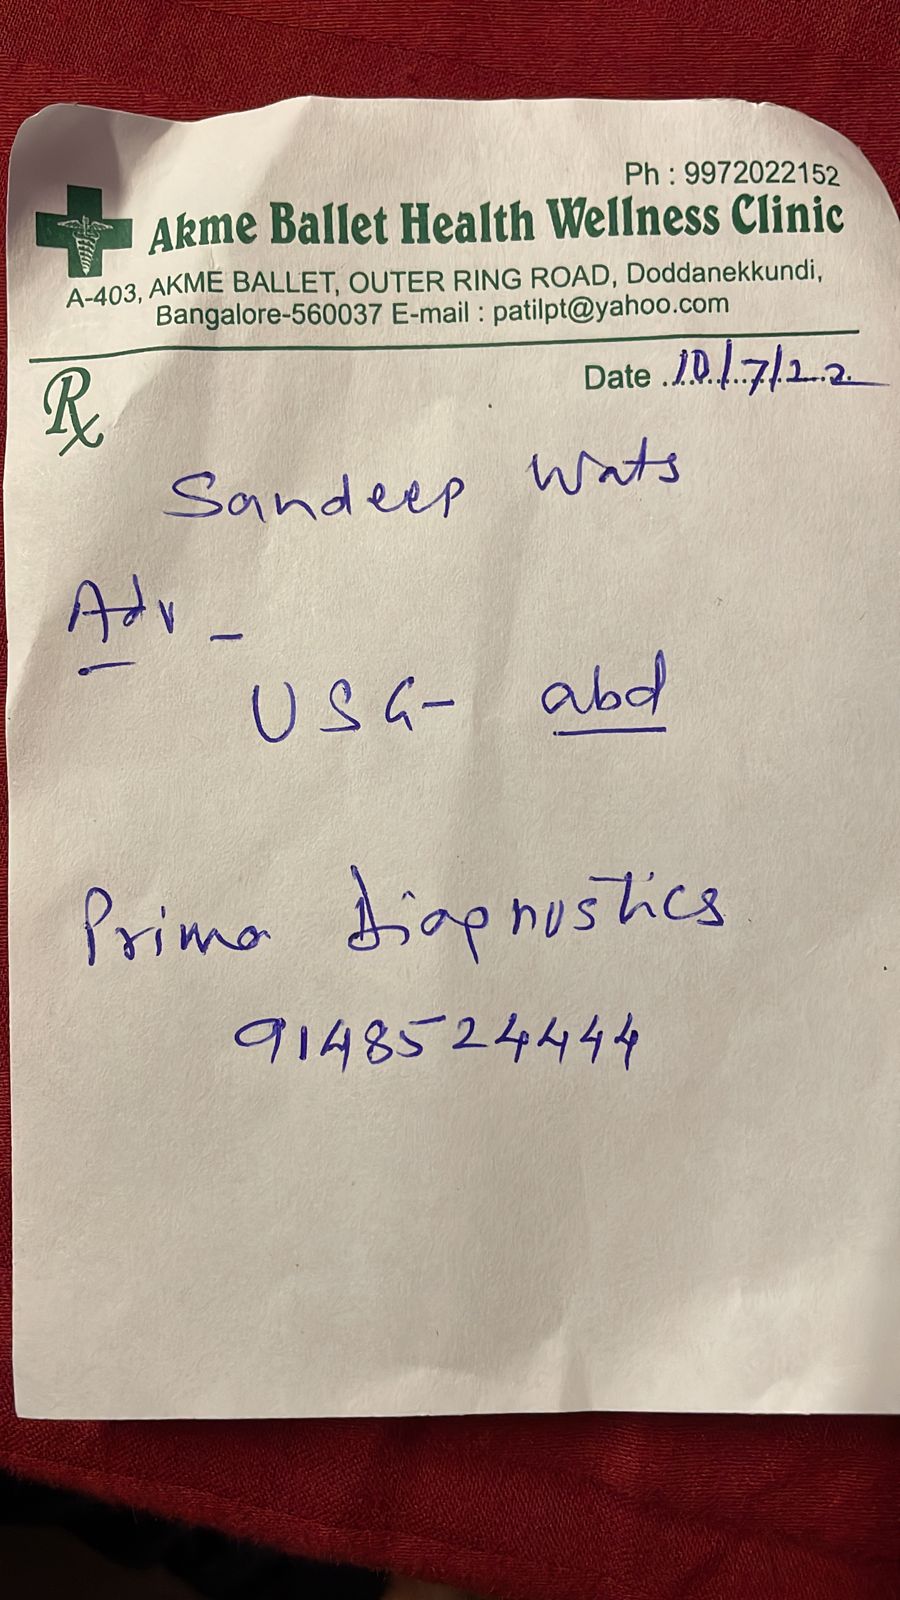 Ph : 9972022152
Akme Ballet Health Wellness Clinic
A-403, AKME BALLET, OUTER RING ROAD, Doddanekkundi,
Bangalore-560037 E-mail : patilpt@yahoo.com
Rx
Date 10/7/22
Sandeep Wats
Adv -
USG- abd
Prima Diagnostics
9148524444